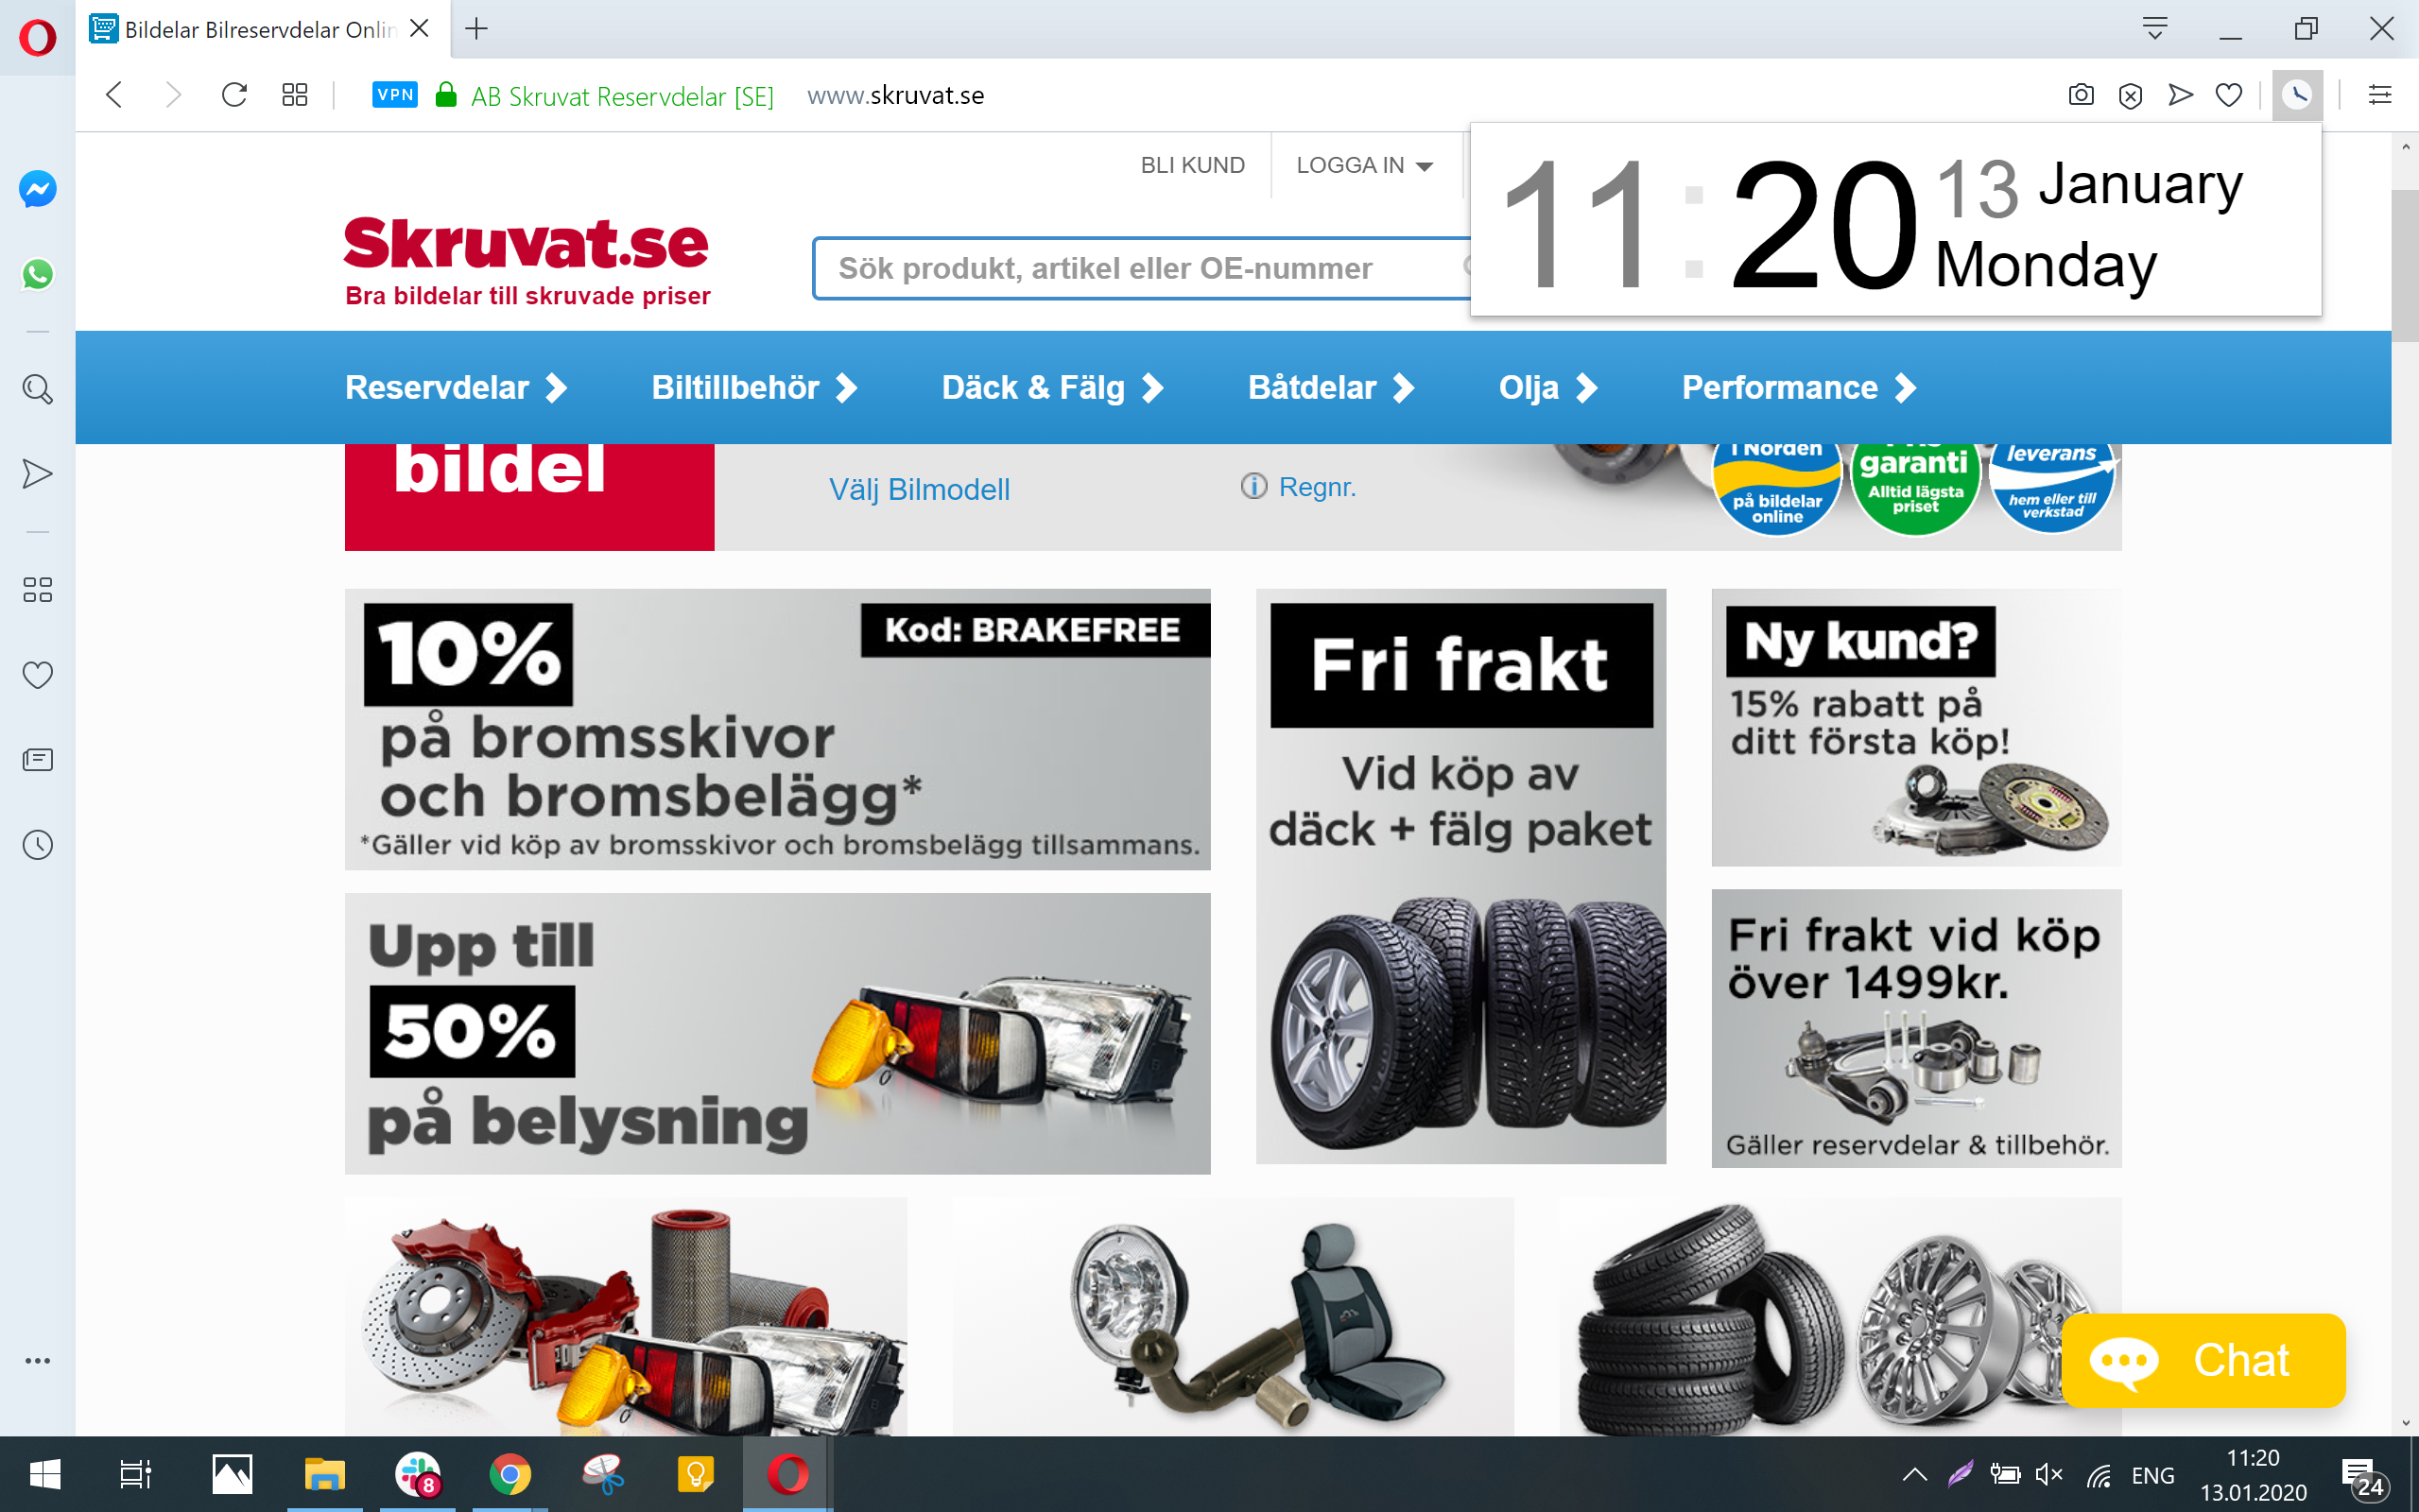 Bildelar Bilreservdelar Onlin
VPN
AB Skruvat Reservdelar [SE]
www.skruvat.se
BLI KUND
LOGGA IN
11:20
13 January
Monday
Skruvat.se
Bra bildelar till skruvade priser
Sök produkt, artikel eller OE-nummer
Reservdelar
Biltillbehör
Däck & Fälg
Båtdelar
Olja
Performance
bildel
Välj Bilmodell
Regnr.
i Norden
på bildelar
online
garanti
Alltid lägsta
priset
leverans
hem eller till
verkstad
10%
Kod: BRAKEFREE
på bromsskivor
och bromsbelägg*
*Gäller vid köp av bromsskivor och bromsbelägg tillsammans.
Fri frakt
Vid köp av
däck + fälg paket
Ny kund?
15% rabatt på
ditt första köp!
Upp till
50%
på belysning
Fri frakt vid köp
över 1499kr.
Gäller reservdelar & tillbehör.
Chat
8
ENG
11:20
13.01.2020
24